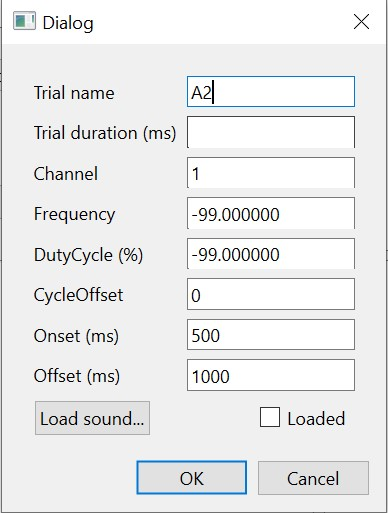 Dialog
Trial name A2
Trial duration (ms)
Channel 1
Frequency -99.000000
DutyCycle (%) -99.000000
CycleOffset 0
Onset (ms) 500
Offset (ms) 1000
Load sound... Loaded
OK Cancel